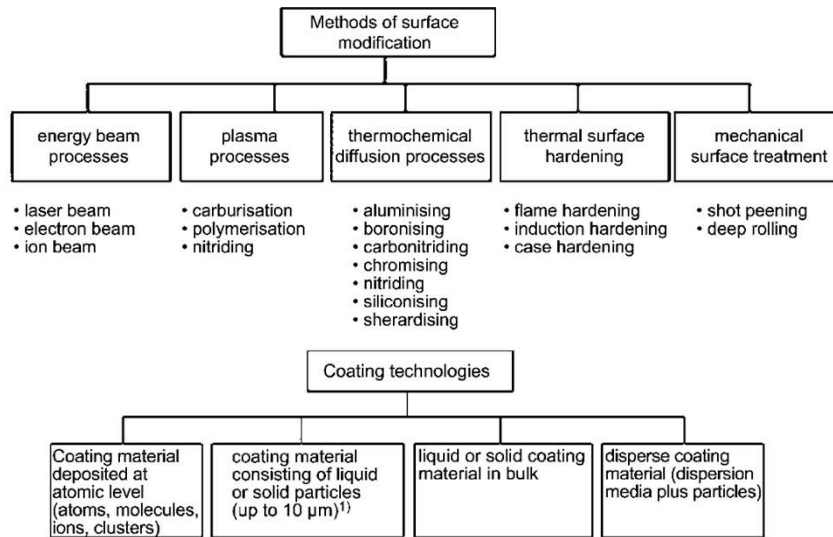 Methods of surface
modification
energy beam
processes
plasma
processes
thermochemical
diffusion processes
thermal surface
hardening
mechanical
surface treatment
• laser beam
• electron beam
• ion beam
• carburisation
• polymerisation
• nitriding
• aluminising
• boronising
• carbonitriding
• chromising
• nitriding
• siliconising
• sherardising
• flame hardening
• induction hardening
• case hardening
• shot peening
• deep rolling
Coating technologies
Coating material
deposited at
atomic level
(atoms, molecules,
ions, clusters)
coating material
consisting of liquid
or solid particles
(up to 10 µm)¹⁾
liquid or solid coating
material in bulk
disperse coating
material (dispersion
media plus particles)